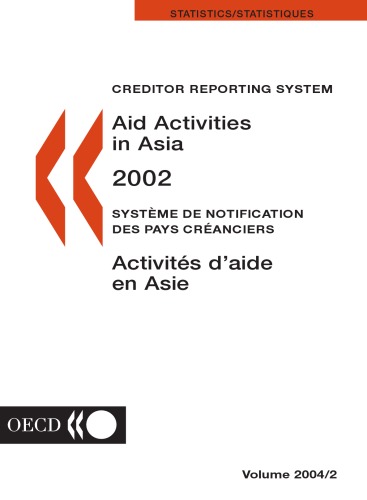 STATISTICS/STATISTIQUES
CREDITOR REPORTING SYSTEM
Aid Activities
in Asia
2002
SYSTÈME DE NOTIFICATION
DES PAYS CRÉANCIERS
Activités d’aide
en Asie
OECD
Volume 2004/2